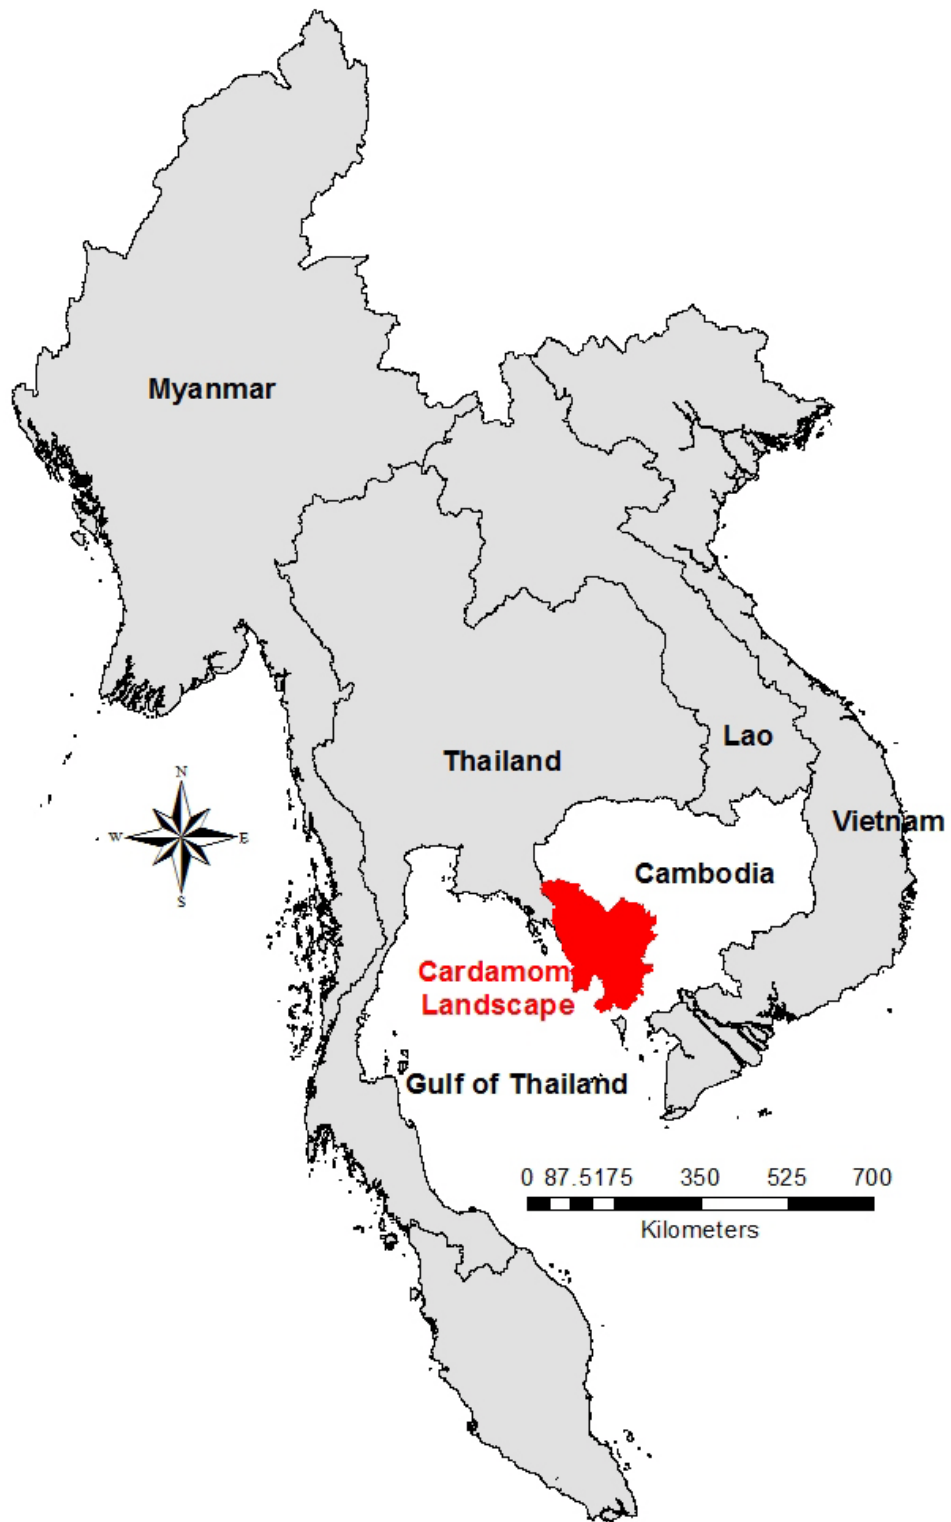 Myanmar
Thailand
Lao
Vietnam
N
W
E
S
Cambodia
Cardamom
Landscape
Gulf of Thailand
0 87.5175 350 525 700
Kilometers